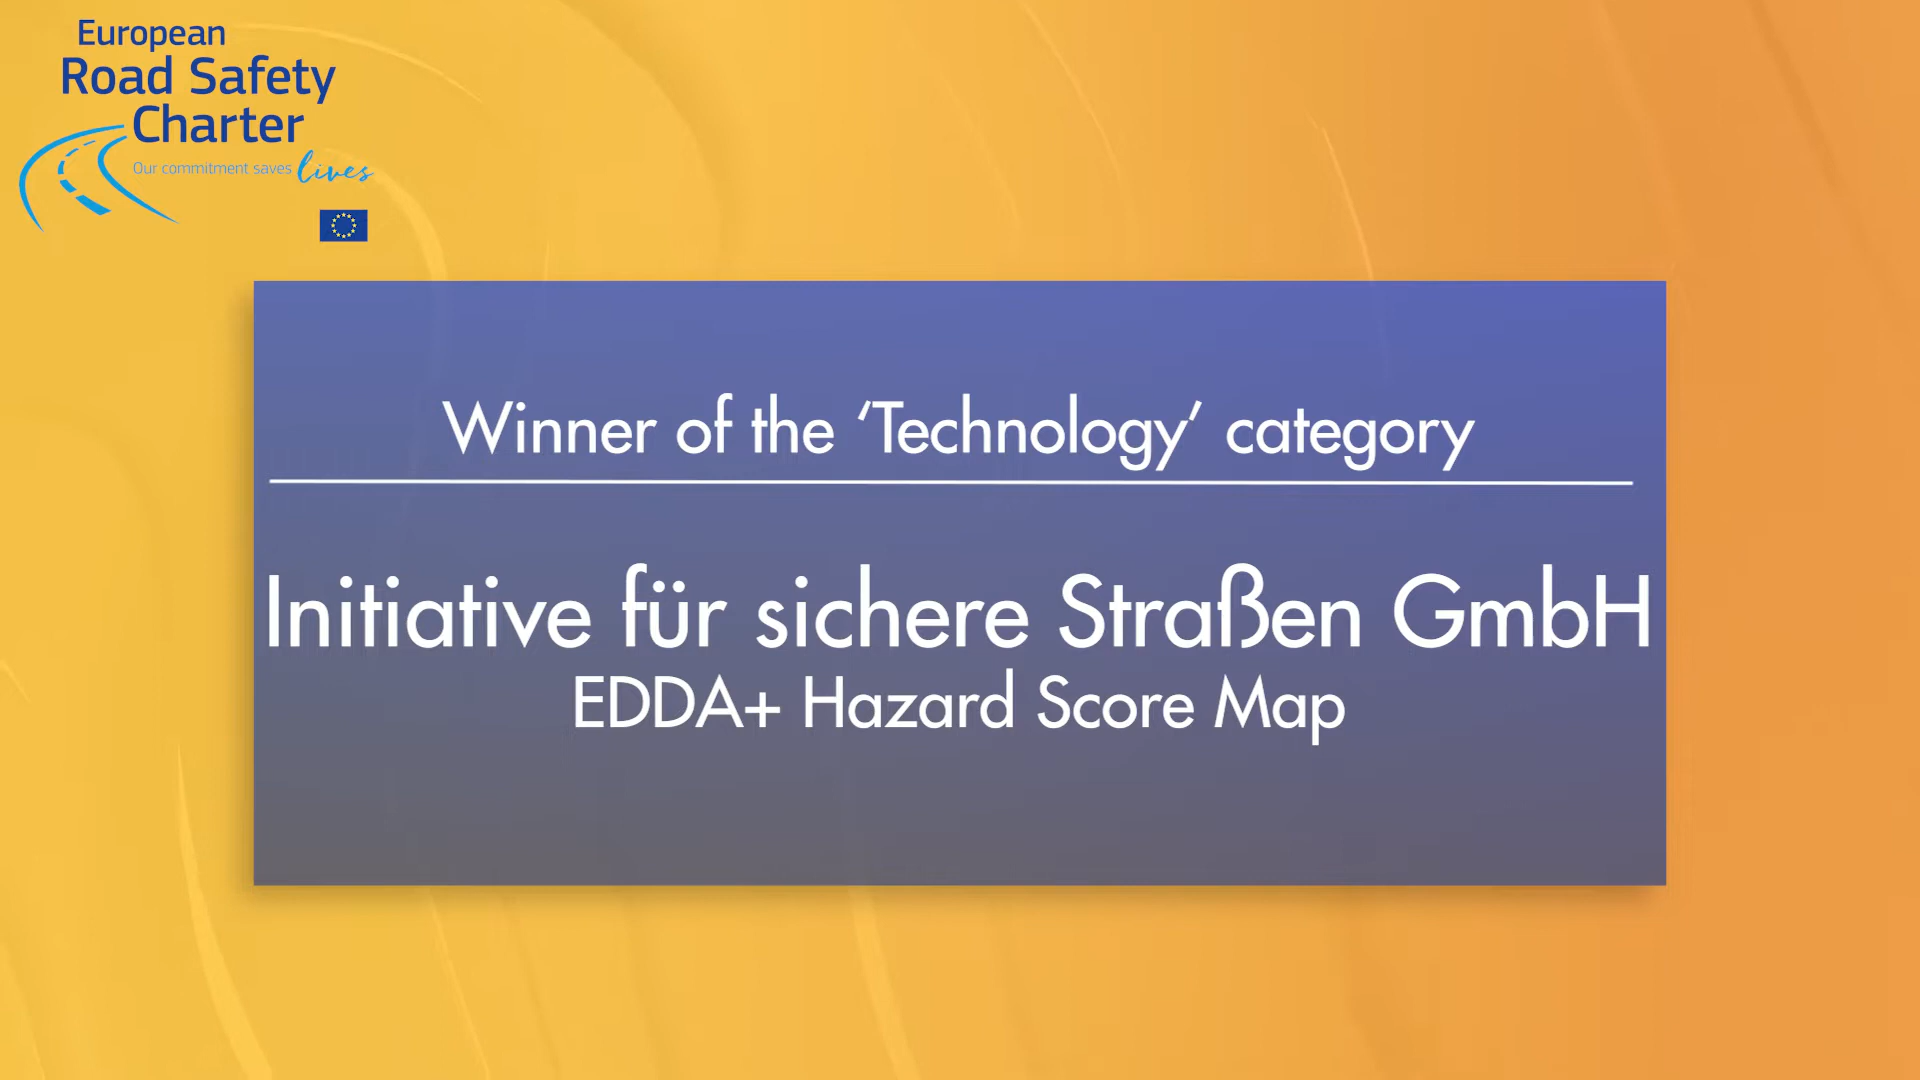 European
Road Safety
Charter
Our commitment saves lives
Winner of the ‘Technology’ category
Initiative für sichere Straßen GmbH
EDDA+ Hazard Score Map